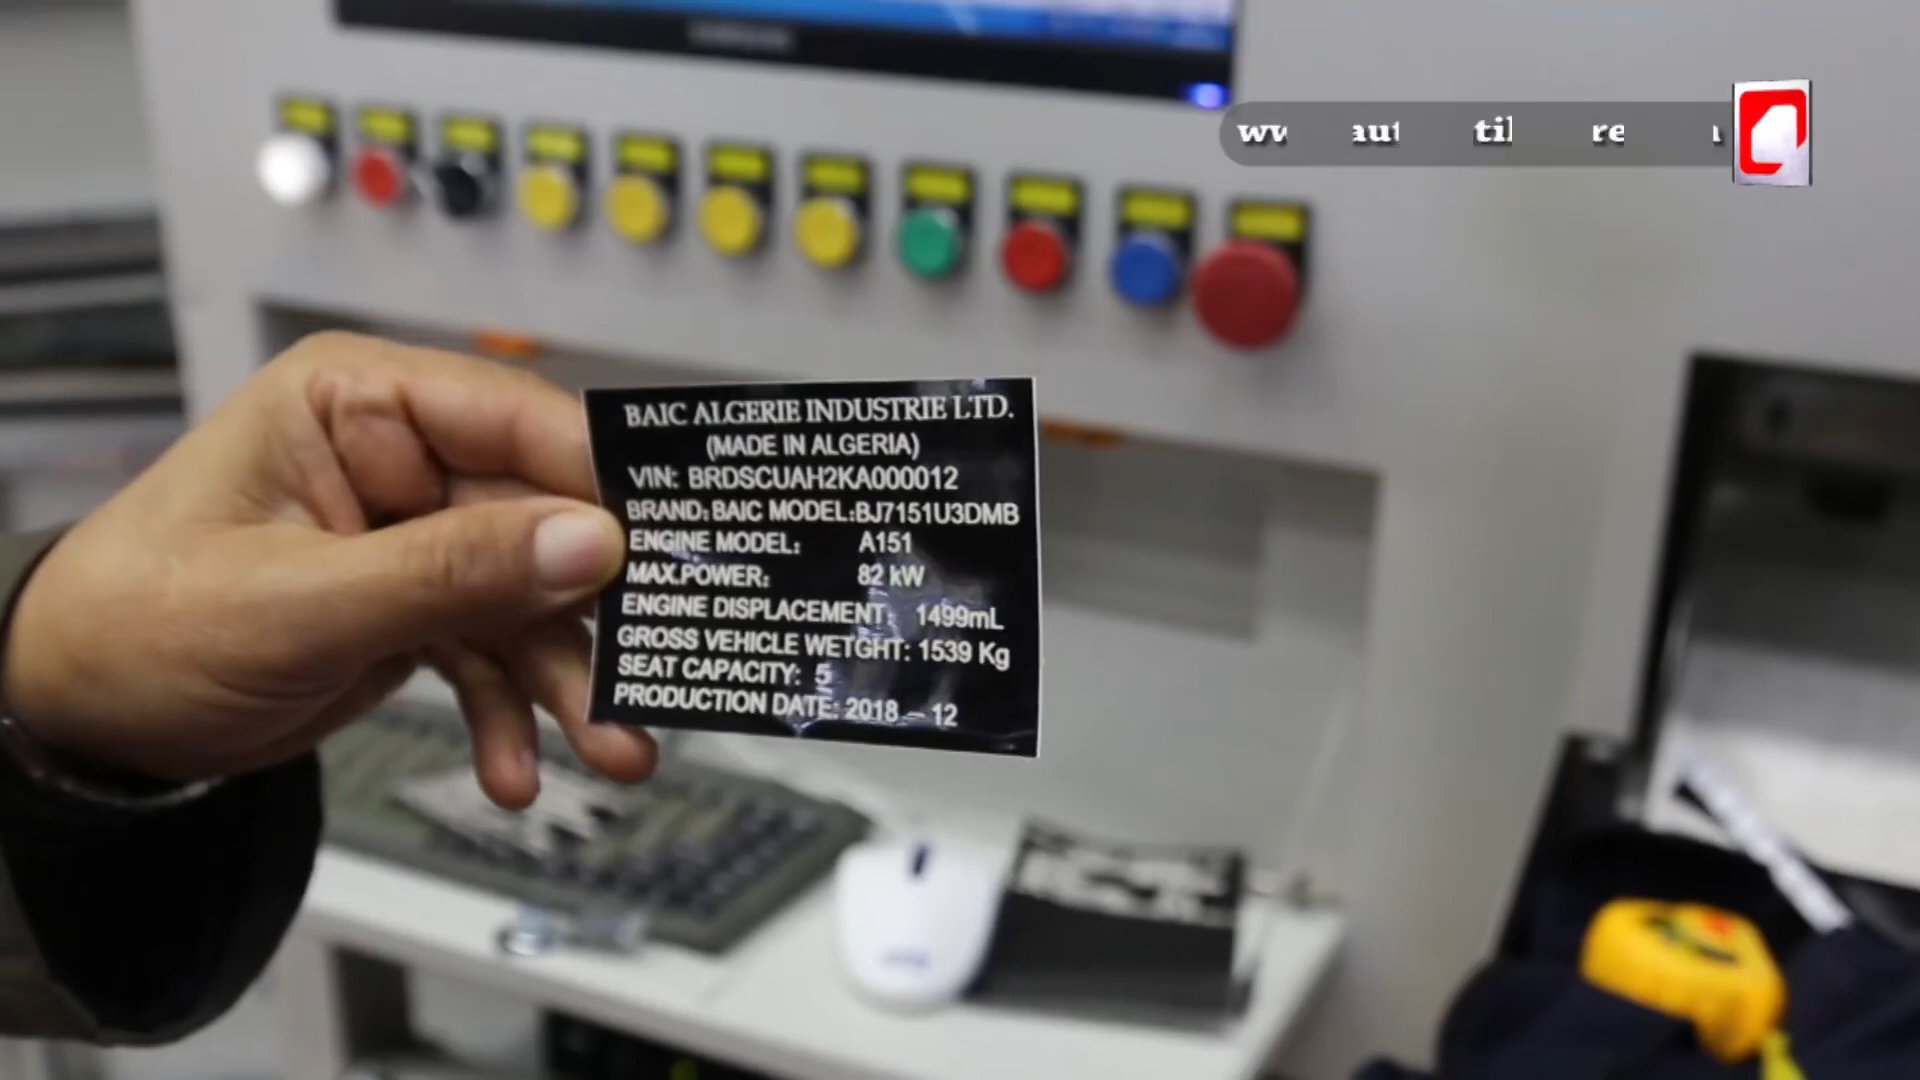 BAIC ALGERIE INDUSTRIE LTD.
(MADE IN ALGERIA)
VIN: BRDSCUAH2KA000012
BRAND: BAIC MODEL:BJ7151U3DMB
ENGINE MODEL: A151
MAX.POWER: 82 kW
ENGINE DISPLACEMENT: 1499mL
GROSS VEHICLE WETGHT: 1539 Kg
SEAT CAPACITY: 5
PRODUCTION DATE: 2018 - 12